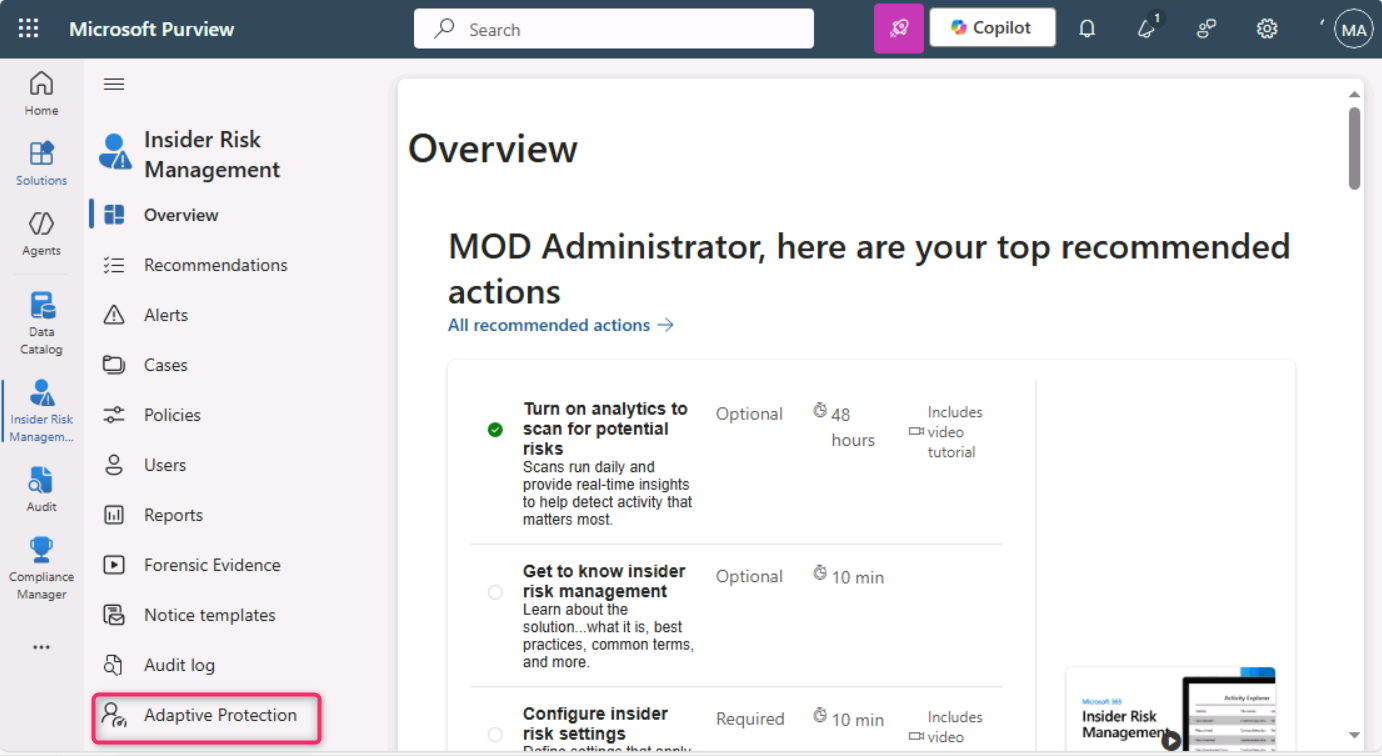 Microsoft Purview
Search
Copilot
1
MA
Home
Solutions
Agents
Data
Catalog
Insider Risk
Managem...
Audit
Compliance
Manager
Insider Risk
Management
Overview
Recommendations
Alerts
Cases
Policies
Users
Reports
Forensic Evidence
Notice templates
Audit log
Adaptive Protection
Overview
MOD Administrator, here are your top recommended
actions
All recommended actions
Turn on analytics to
scan for potential
risks
Scans run daily and
provide real-time insights
to help detect activity that
matters most.
Optional
48
hours
Includes
video
tutorial
Get to know insider
risk management
Learn about the
solution...what it is, best
practices, common terms,
and more.
Optional
10 min
Configure insider
risk settings
Define settings that apply
Required
10 min
Includes
video
Microsoft 365
Insider Risk
Management
Activity Explorer